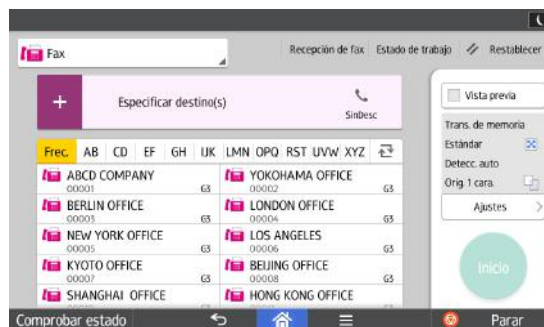 Fax
Recepción de fax Estado de trabajo Restablecer
+ Especificar destino(s) SinDesc
Vista previa
Trans. de memoria
Estándar
Detecc. auto
Orig. 1 cara.
Ajustes
Inicio
Frec. AB CD EF GH IJK LMN OPQ RST UVW XYZ
ABCD COMPANY YOKOHAMA OFFICE
00001 G3 00002 G3
BERLIN OFFICE LONDON OFFICE
00003 G3 00004 G3
NEW YORK OFFICE LOS ANGELES
00005 G3 00006 G3
KYOTO OFFICE BEIJING OFFICE
00007 G3 00008 G3
SHANGHAI OFFICE HONG KONG OFFICE
Comprobar estado Parar